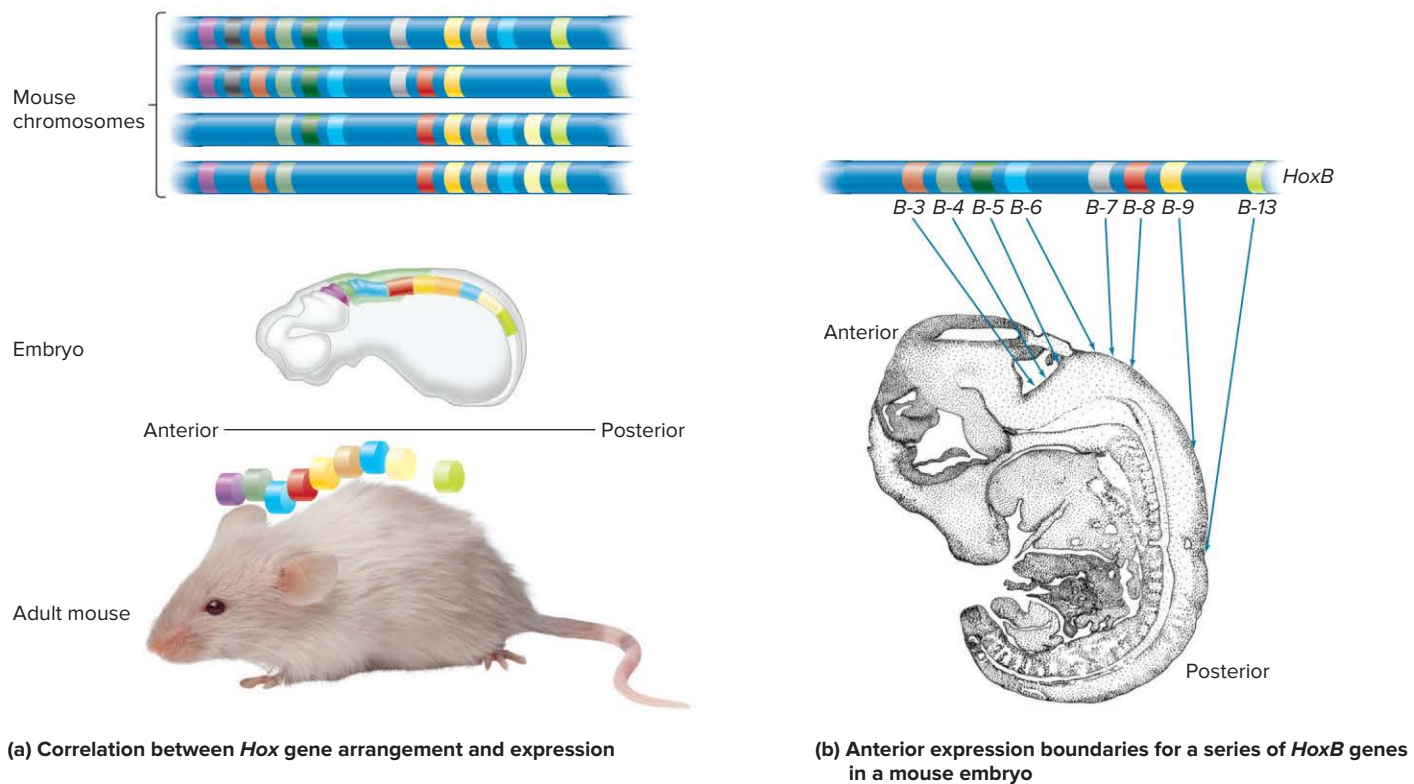 Mouse
chromosomes
Embryo
Anterior
Posterior
Adult mouse
(a) Correlation between Hox gene arrangement and expression
HoxB
B-3 B-4 B-5 B-6 B-7 B-8 B-9 B-13
Anterior
Posterior
(b) Anterior expression boundaries for a series of HoxB genes
in a mouse embryo